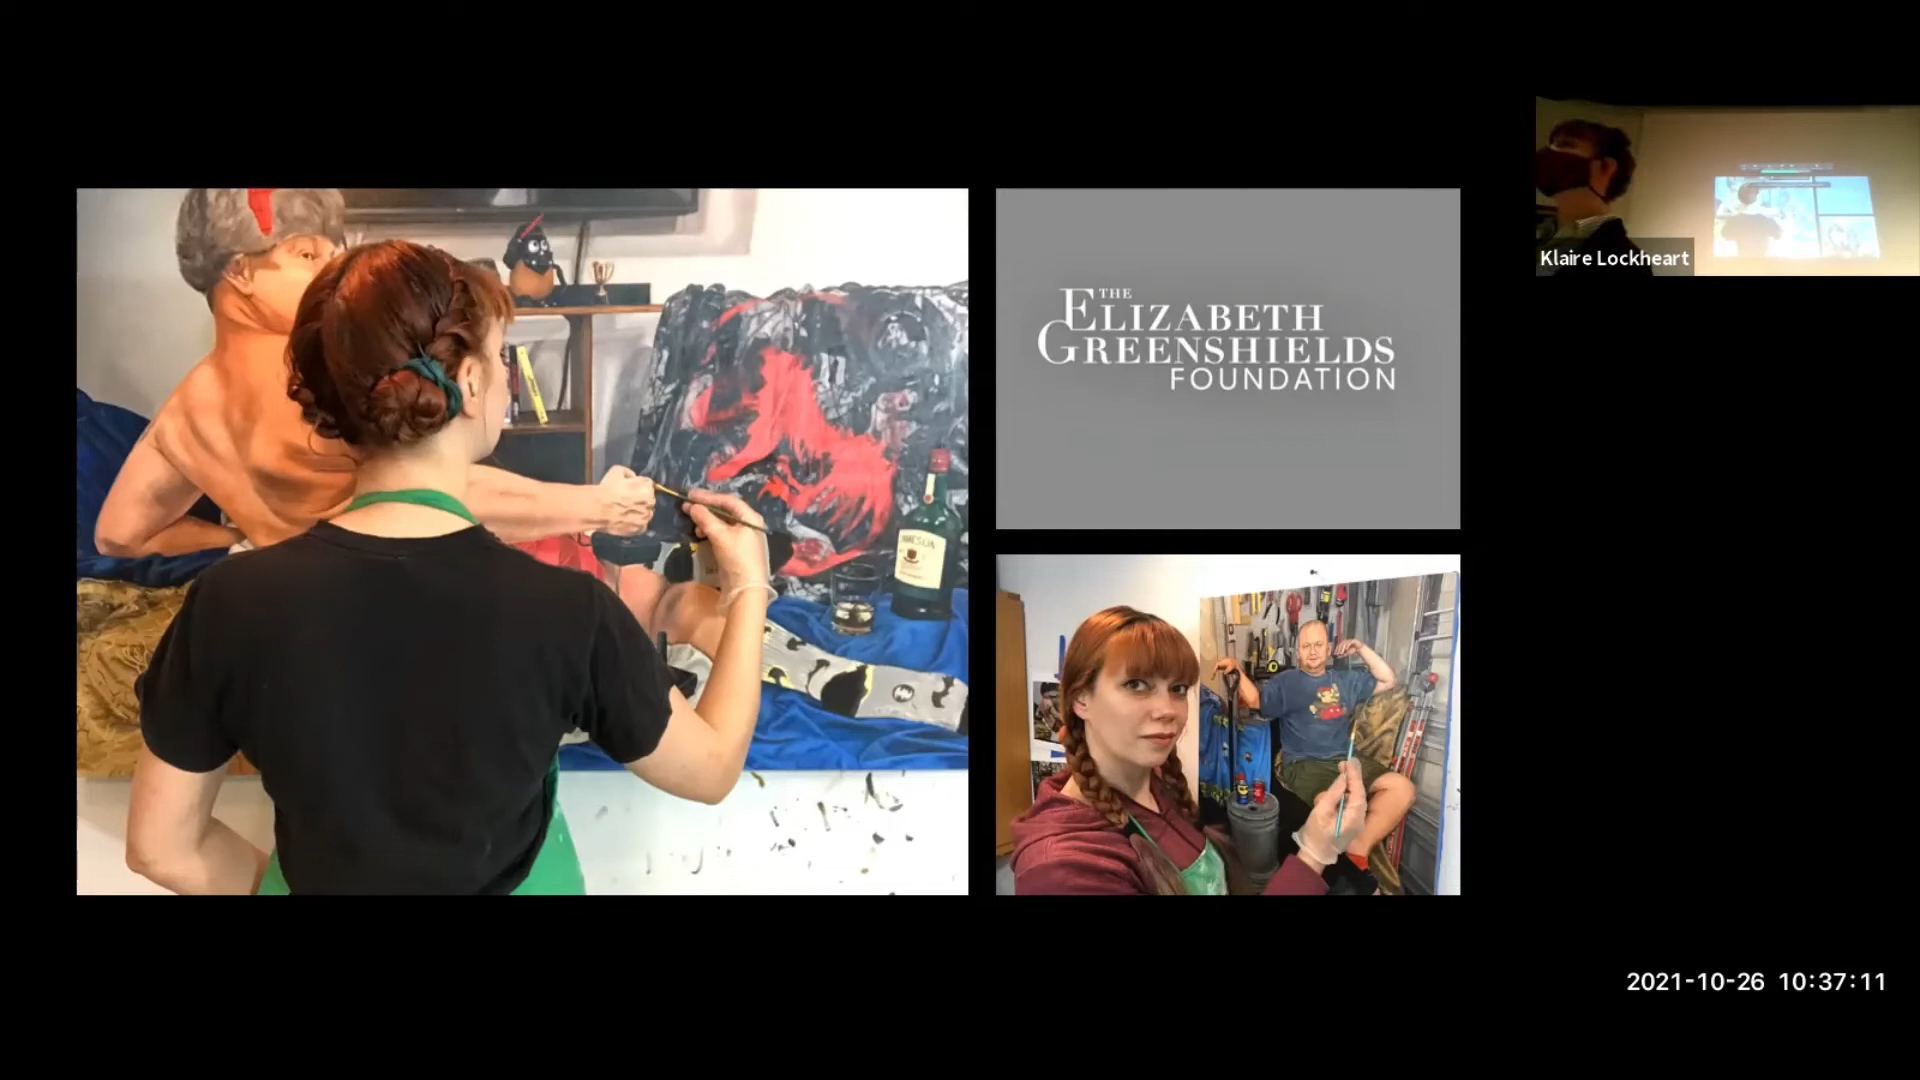 THE
ELIZABETH
GREENSHIELDS
FOUNDATION
Klaire Lockheart
2021-10-26 10:37:11